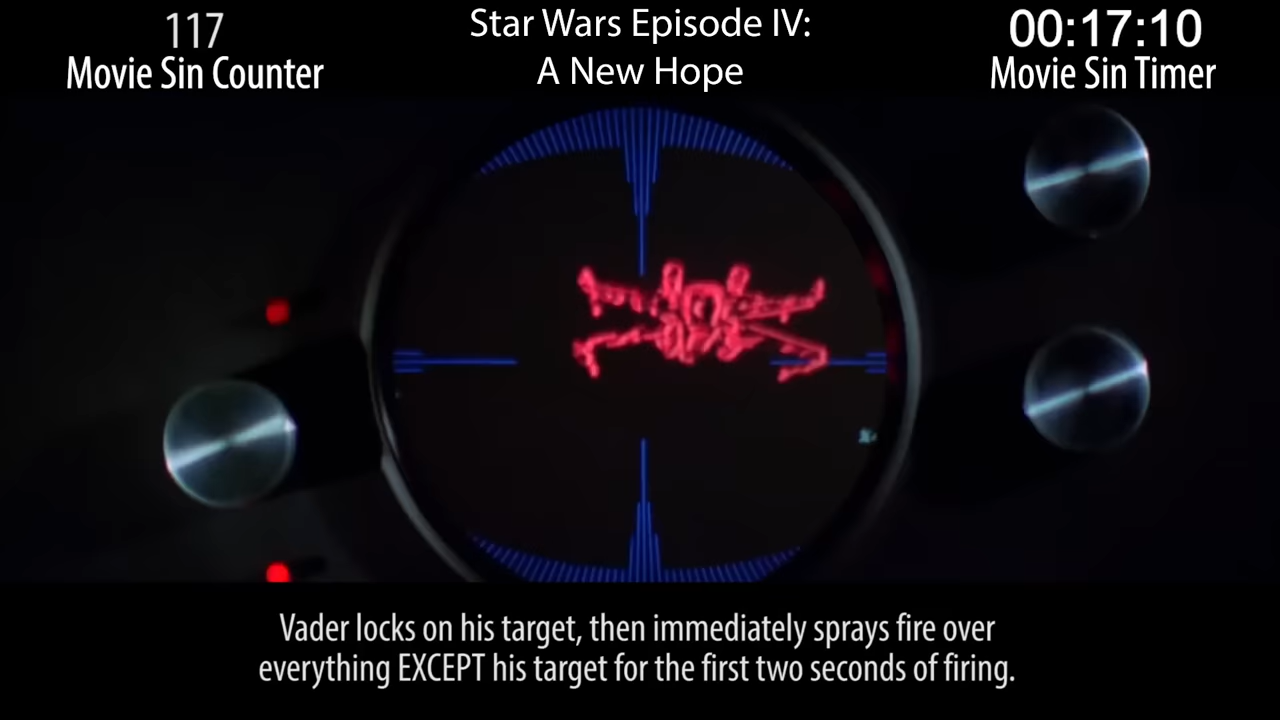 117
Movie Sin Counter
Star Wars Episode IV:
A New Hope
00:17:10
Movie Sin Timer
Vader locks on his target, then immediately sprays fire over
everything EXCEPT his target for the first two seconds of firing.